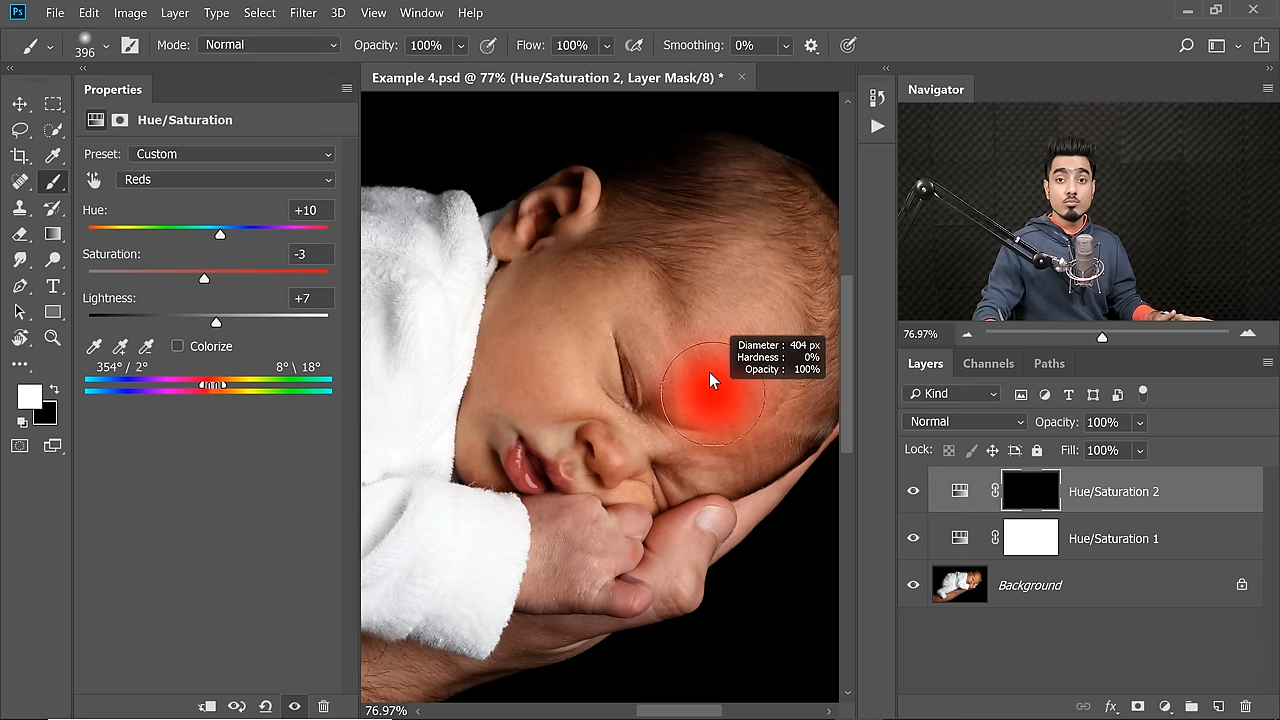 Ps File Edit Image Layer Type Select Filter 3D View Window Help
396 Mode: Normal Opacity: 100% Flow: 100% Smoothing: 0%
Properties
Example 4.psd @ 77% (Hue/Saturation 2, Layer Mask/8) *
Navigator
Hue/Saturation
Preset: Custom
Reds
Hue: +10
Saturation: -3
Lightness: +7
Colorize
354° / 2° 8° \ 18°
Diameter : 404 px
Hardness : 0%
Opacity : 100%
76.97%
Layers Channels Paths
Kind
Normal Opacity: 100%
Lock: Fill: 100%
Hue/Saturation 2
Hue/Saturation 1
Background
76.97%
fx